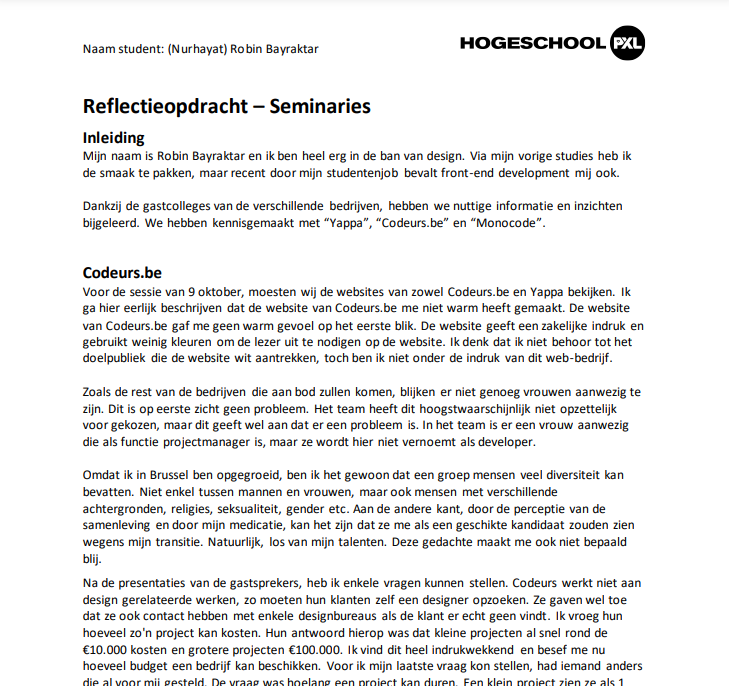 Naam student: (Nurhayat) Robin Bayraktar
HOGESCHOOL PXL
Reflectieopdracht – Seminaries
Inleiding
Mijn naam is Robin Bayraktar en ik ben heel erg in de ban van design. Via mijn vorige studies heb ik
de smaak te pakken, maar recent door mijn studentenjob bevalt front-end development mij ook.
Dankzij de gastcolleges van de verschillende bedrijven, hebben we nuttige informatie en inzichten
bijgeleerd. We hebben kennisgemaakt met “Yappa”, “Codeurs.be” en “Monocode”.
Codeurs.be
Voor de sessie van 9 oktober, moesten wij de websites van zowel Codeurs.be en Yappa bekijken. Ik
ga hier eerlijk beschrijven dat de website van Codeurs.be me niet warm heeft gemaakt. De website
van Codeurs.be gaf me geen warm gevoel op het eerste blik. De website geeft een zakelijke indruk en
gebruikt weinig kleuren om de lezer uit te nodigen op de website. Ik denk dat ik niet behoor tot het
doelpubliek die de website wit aantrekken, toch ben ik niet onder de indruk van dit web-bedrijf.
Zoals de rest van de bedrijven die aan bod zullen komen, blijken er niet genoeg vrouwen aanwezig te
zijn. Dit is op eerste zicht geen probleem. Het team heeft dit hoogstwaarschijnlijk niet opzettelijk
voor gekozen, maar dit geeft wel aan dat er een probleem is. In het team is er een vrouw aanwezig
die als functie projectmanager is, maar ze wordt hier niet vernoemt als developer.
Omdat ik in Brussel ben opgegroeid, ben ik het gewoon dat een groep mensen veel diversiteit kan
bevatten. Niet enkel tussen mannen en vrouwen, maar ook mensen met verschillende
achtergronden, religies, seksualiteit, gender etc. Aan de andere kant, door de perceptie van de
samenleving en door mijn medicatie, kan het zijn dat ze me als een geschikte kandidaat zouden zien
wegens mijn transitie. Natuurlijk, los van mijn talenten. Deze gedachte maakt me ook niet bepaald
blij.
Na de presentaties van de gastsprekers, heb ik enkele vragen kunnen stellen. Codeurs werkt niet aan
design gerelateerde werken, zo moeten hun klanten zelf een designer opzoeken. Ze gaven wel toe
dat ze ook contact hebben met enkele designbureaus als de klant er echt geen vindt. Ik vroeg hun
hoeveel zo'n project kan kosten. Hun antwoord hierop was dat kleine projecten al snel rond de
€10.000 kosten en grotere projecten €100.000. Ik vind dit heel indrukwekkend en besef me nu
hoeveel budget een bedrijf kan beschikken. Voor ik mijn laatste vraag kon stellen, had iemand anders
die al voor mij gesteld. De vraag was hoelang een project kan duren. Een klein project zien ze als 1